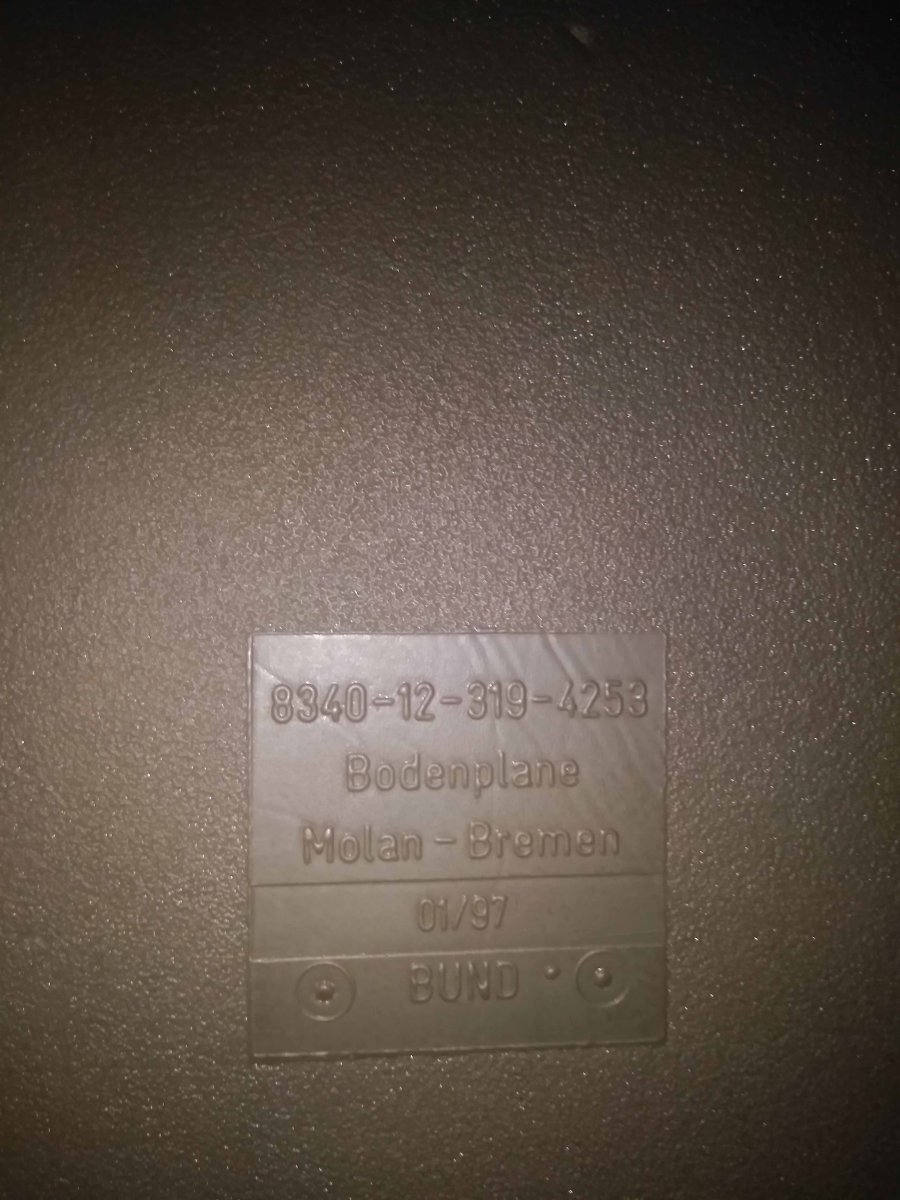 8340-12-319-4253
Bodenplane
Molan - Bremen
01/97
BUND